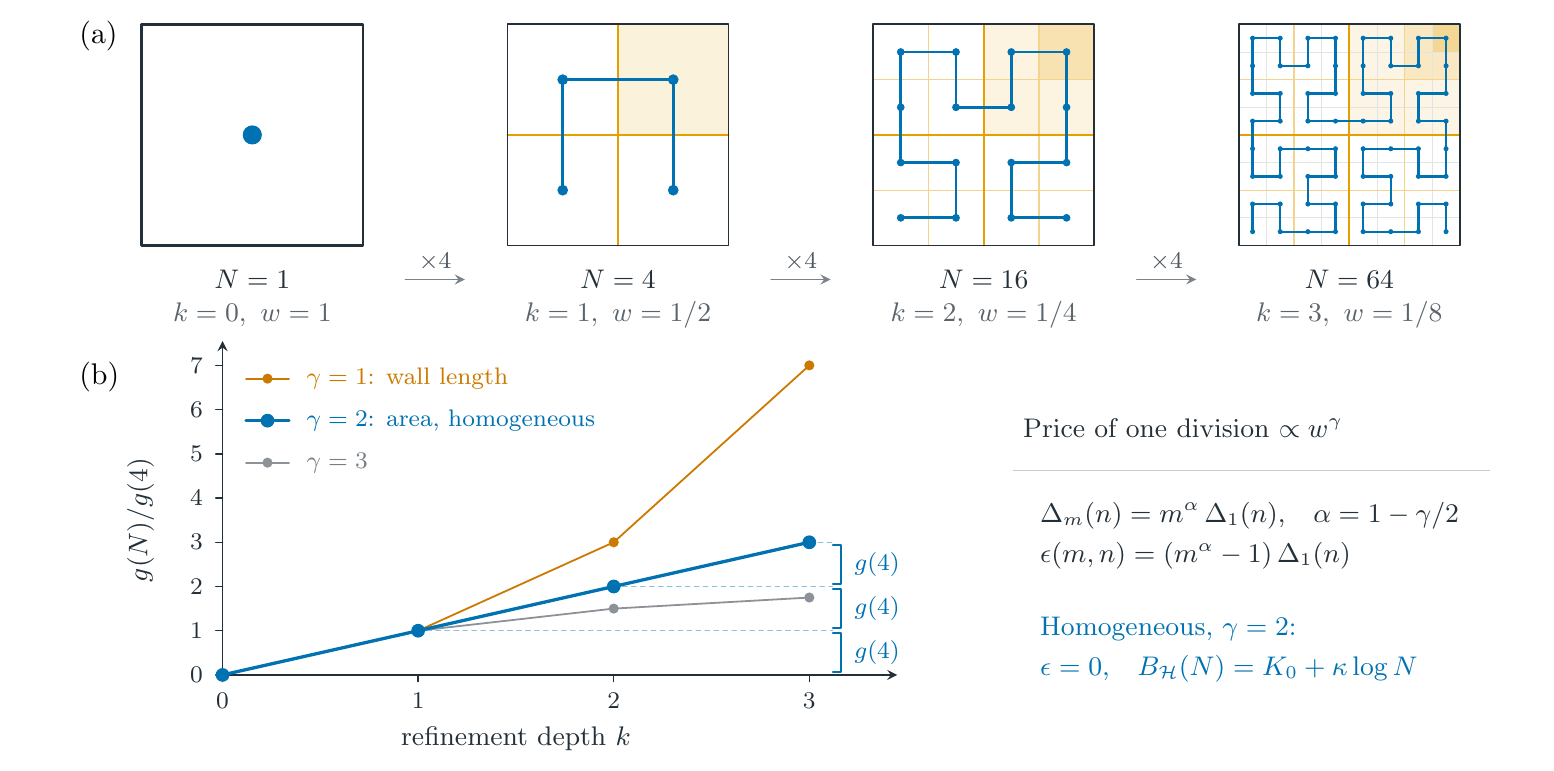 (a)
×4 ×4 ×4
N = 1 N = 4 N = 16 N = 64
k = 0, w = 1 k = 1, w = 1/2 k = 2, w = 1/4 k = 3, w = 1/8
(b)
g(N)/g(4)
7
6
5
4
3
2
1
0
γ = 1: wall length
γ = 2: area, homogeneous
γ = 3
g(4)
g(4)
g(4)
0 1 2 3
refinement depth k
Price of one division ∝ w^γ
Δ_m(n) = m^α Δ_1(n), α = 1 − γ/2
ϵ(m, n) = (m^α − 1) Δ_1(n)
Homogeneous, γ = 2:
ϵ = 0, B_ℋ(N) = K_0 + κ log N